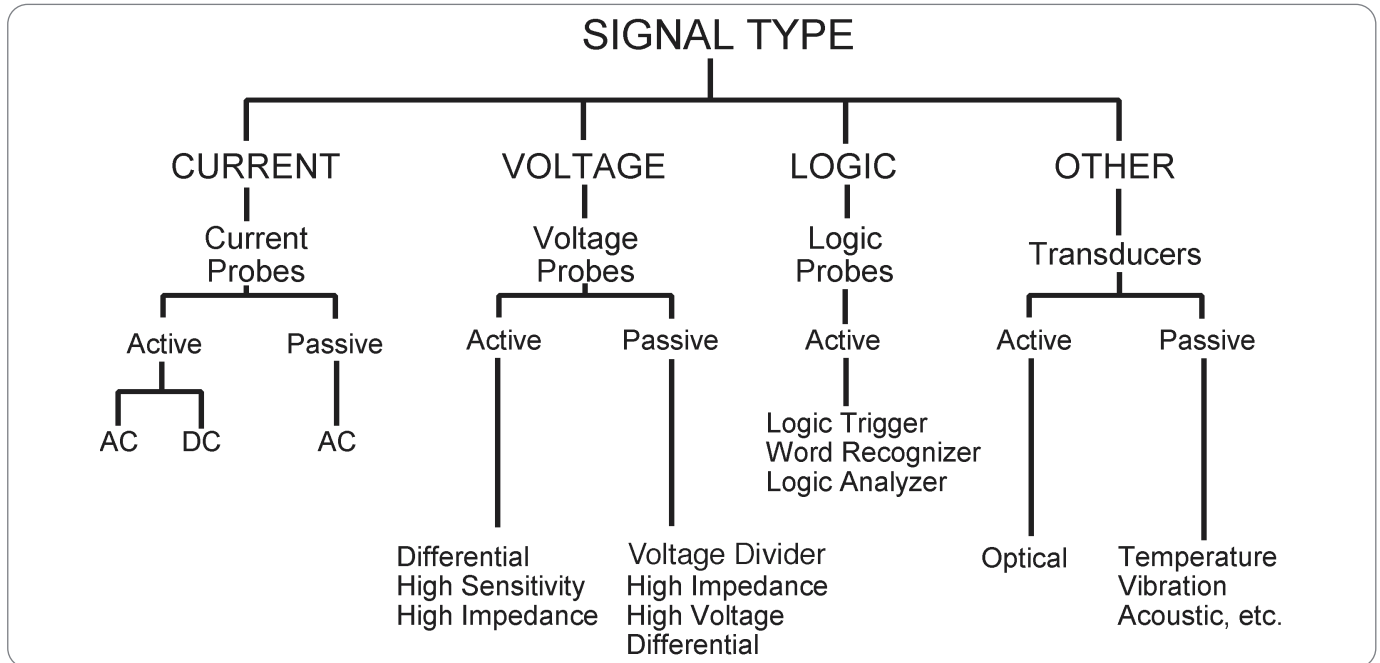 SIGNAL TYPE
CURRENT
VOLTAGE
LOGIC
OTHER
Current
Probes
Voltage
Probes
Logic
Probes
Transducers
Active
Passive
Active
Passive
Active
Active
Passive
AC
DC
AC
Logic Trigger
Word Recognizer
Logic Analyzer
Differential
High Sensitivity
High Impedance
Voltage Divider
High Impedance
High Voltage
Differential
Optical
Temperature
Vibration
Acoustic, etc.